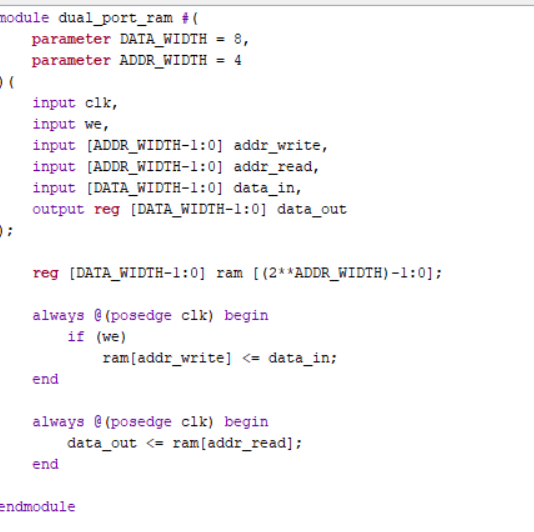 module dual_port_ram #(
    parameter DATA_WIDTH = 8,
    parameter ADDR_WIDTH = 4
)(
    input clk,
    input we,
    input [ADDR_WIDTH-1:0] addr_write,
    input [ADDR_WIDTH-1:0] addr_read,
    input [DATA_WIDTH-1:0] data_in,
    output reg [DATA_WIDTH-1:0] data_out
);
    reg [DATA_WIDTH-1:0] ram [(2**ADDR_WIDTH)-1:0];
    always @(posedge clk) begin
        if (we)
            ram[addr_write] <= data_in;
    end
    always @(posedge clk) begin
        data_out <= ram[addr_read];
    end
endmodule